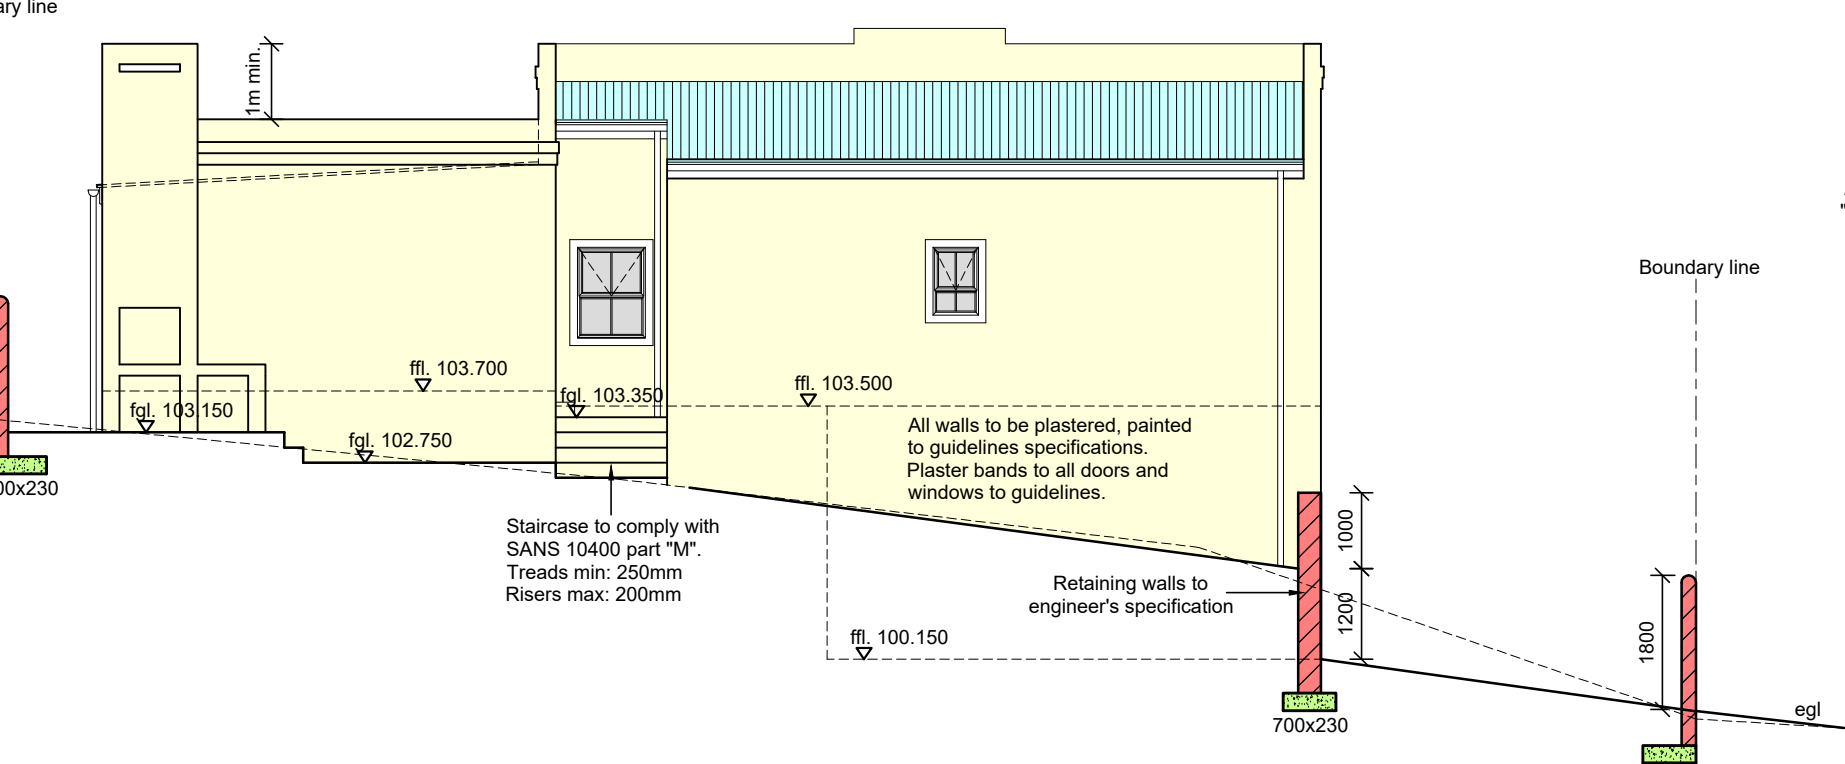 ary line
1m min.
Boundary line
ffl. 103.700
fgl. 103.350
ffl. 103.500
fgl. 103.150
fgl. 102.750
All walls to be plastered, painted
to guidelines specifications.
Plaster bands to all doors and
windows to guidelines.
00x230
Staircase to comply with
SANS 10400 part "M".
Treads min: 250mm
Risers max: 200mm
1000
Retaining walls to
engineer's specification
1200
ffl. 100.150
1800
egl
700x230